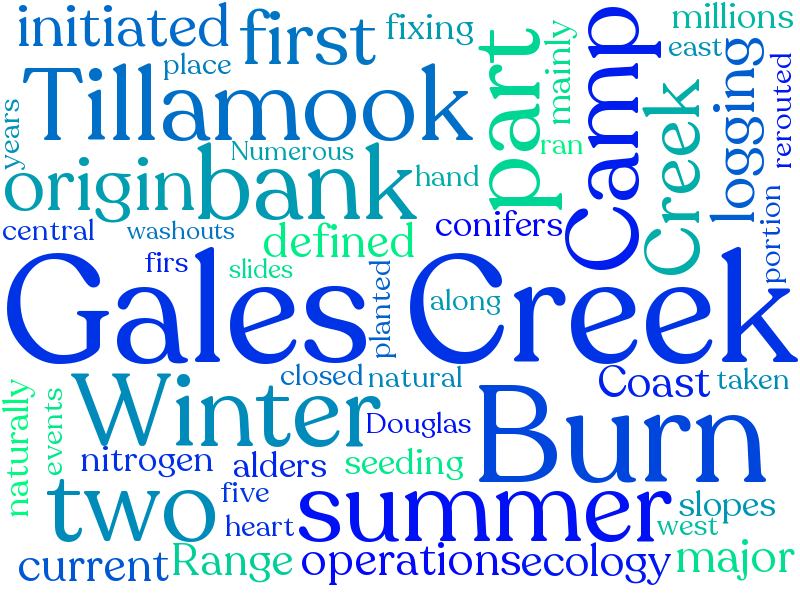 initiated
first
fixing
millions
place
east
Tillamook
part
mainly
Camp
Creek
logging
rerouted
years
Numerous
ran
origin
bank
hand
portion
central
washouts
defined
conifers
firs
slides
Gales Creek
planted
along
closed
natural
Coast
taken
naturally
events
Winter
Douglas
Burn
nitrogen
alders
seeding
two
five
heart
summer
slopes
west
current
Range
operations
ecology
major